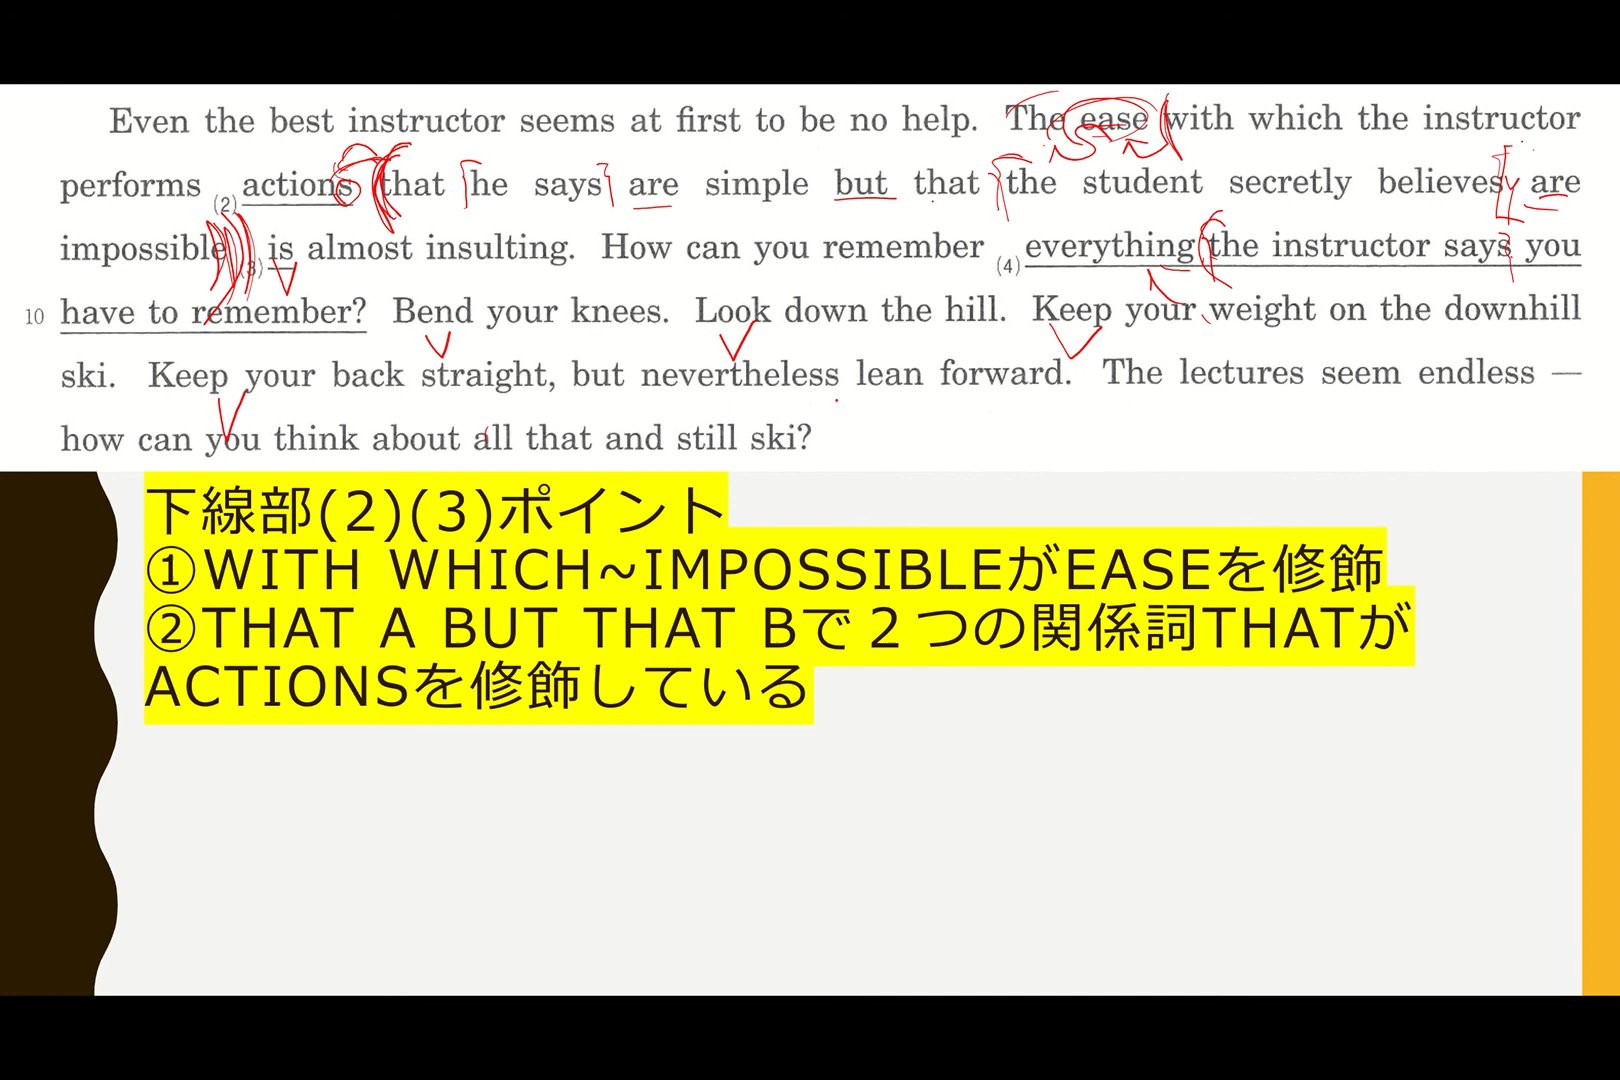 Even the best instructor seems at first to be no help. The ease with which the instructor
performs (2) actions that he says are simple but that the student secretly believes are
impossible (3) is almost insulting. How can you remember (4) everything the instructor says you
10 have to remember? Bend your knees. Look down the hill. Keep your weight on the downhill
ski. Keep your back straight, but nevertheless lean forward. The lectures seem endless —
how can you think about all that and still ski?
下線部(2)(3)ポイント
①WITH WHICH~IMPOSSIBLEがEASEを修飾
②THAT A BUT THAT Bで２つの関係詞THATが
ACTIONSを修飾している